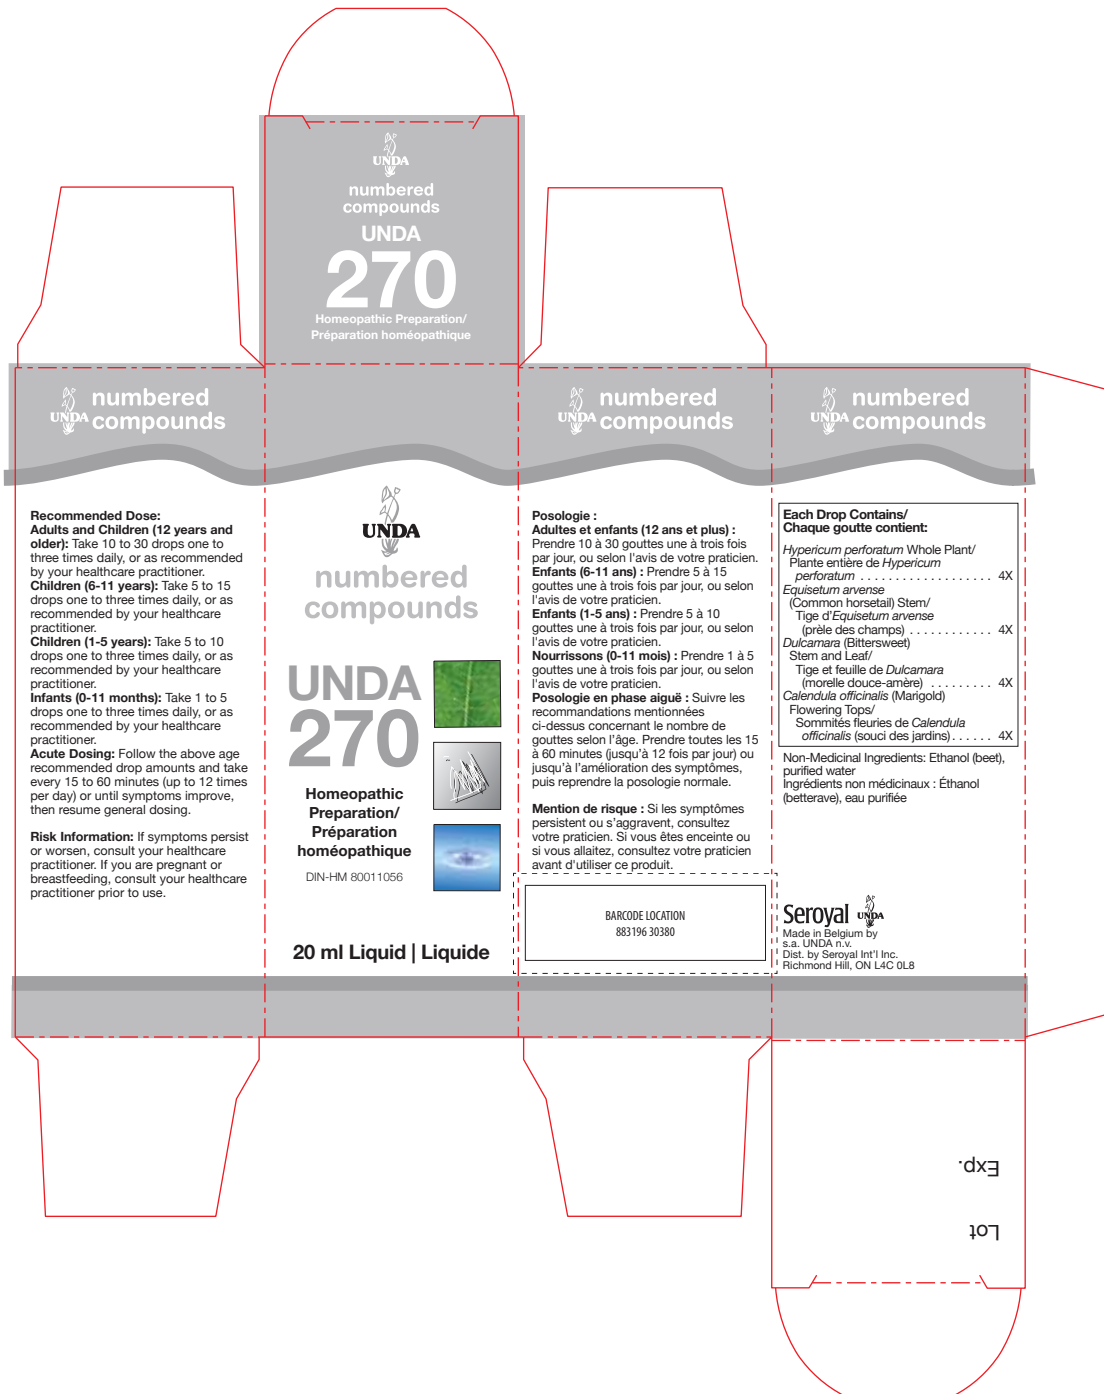 UNDA
numbered
compounds
UNDA
270
Homeopathic Preparation/
Préparation homéopathique
UNDA
numbered
compounds
Recommended Dose:
Adults and Children (12 years and
older): Take 10 to 30 drops one to
three times daily, or as recommended
by your healthcare practitioner.
Children (6-11 years): Take 5 to 15
drops one to three times daily, or as
recommended by your healthcare
practitioner.
Children (1-5 years): Take 5 to 10
drops one to three times daily, or as
recommended by your healthcare
practitioner.
Infants (0-11 months): Take 1 to 5
drops one to three times daily, or as
recommended by your healthcare
practitioner.
Acute Dosing: Follow the above age
recommended drop amounts and take
every 15 to 60 minutes (up to 12 times
per day) or until symptoms improve,
then resume general dosing.
Risk Information: If symptoms persist
or worsen, consult your healthcare
practitioner. If you are pregnant or
breastfeeding, consult your healthcare
practitioner prior to use.
UNDA
numbered
compounds
UNDA
270
Homeopathic
Preparation/
Préparation
homéopathique
DIN-HM 80011056
20 ml Liquid | Liquide
UNDA
numbered
compounds
Posologie :
Adultes et enfants (12 ans et plus) :
Prendre 10 à 30 gouttes une à trois fois
par jour, ou selon l'avis de votre praticien.
Enfants (6-11 ans) : Prendre 5 à 15
gouttes une à trois fois par jour, ou selon
l'avis de votre praticien.
Enfants (1-5 ans) : Prendre 5 à 10
gouttes une à trois fois par jour, ou selon
l'avis de votre praticien.
Nourrissons (0-11 mois) : Prendre 1 à 5
gouttes une à trois fois par jour, ou selon
l'avis de votre praticien.
Posologie en phase aiguë : Suivre les
recommandations mentionnées
ci-dessus concernant le nombre de
gouttes selon l'âge. Prendre toutes les 15
à 60 minutes (jusqu'à 12 fois par jour) ou
jusqu'à l'amélioration des symptômes,
puis reprendre la posologie normale.
Mention de risque : Si les symptômes
persistent ou s'aggravent, consultez
votre praticien. Si vous êtes enceinte ou
si vous allaitez, consultez votre praticien
avant d'utiliser ce produit.
BARCODE LOCATION
883196 30380
UNDA
numbered
compounds
Each Drop Contains/
Chaque goutte contient:
Hypericum perforatum Whole Plant/
Plante entière de Hypericum
perforatum . . . . . . . . . . . . . . . . . . . 4X
Equisetum arvense
(Common horsetail) Stem/
Tige d'Equisetum arvense
(prèle des champs) . . . . . . . . . . . . 4X
Dulcamara (Bittersweet)
Stem and Leaf/
Tige et feuille de Dulcamara
(morelle douce-amère) . . . . . . . . . 4X
Calendula officinalis (Marigold)
Flowering Tops/
Sommités fleuries de Calendula
officinalis (souci des jardins) . . . . . . 4X
Non-Medicinal Ingredients: Ethanol (beet),
purified water
Ingrédients non médicinaux : Éthanol
(betterave), eau purifiée
Seroyal UNDA
Made in Belgium by
s.a. UNDA n.v.
Dist. by Seroyal Int'l Inc.
Richmond Hill, ON L4C 0L8
Exp.
Lot